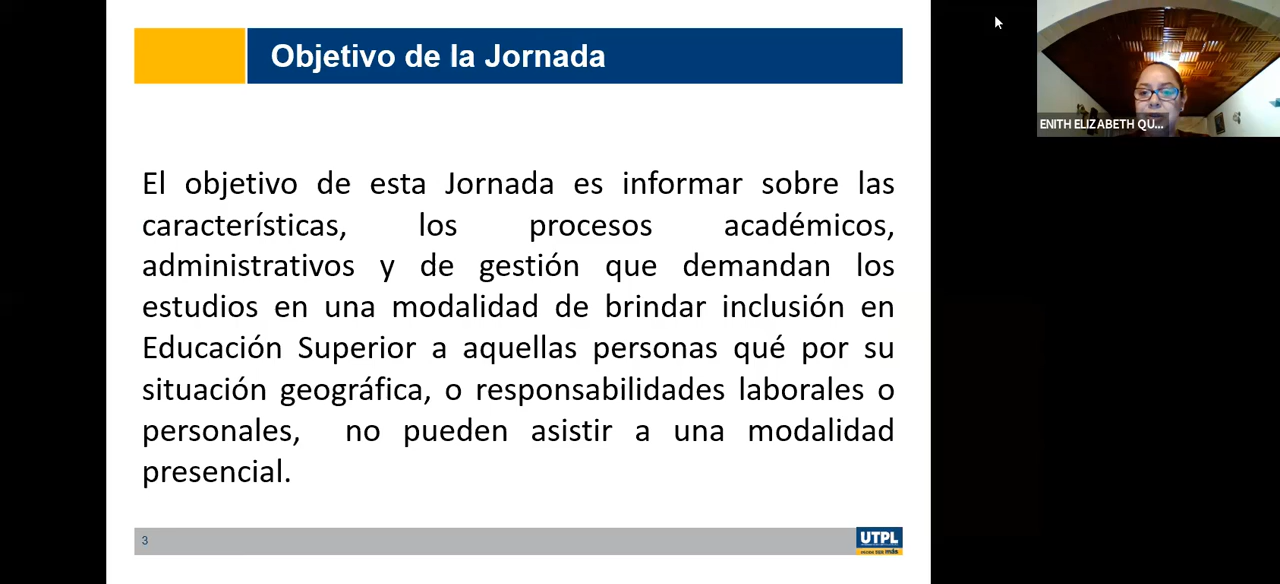 Objetivo de la Jornada
ENITH ELIZABETH QU...
El objetivo de esta Jornada es informar sobre las
características, los procesos académicos,
administrativos y de gestión que demandan los
estudios en una modalidad de brindar inclusión en
Educación Superior a aquellas personas qué por su
situación geográfica, o responsabilidades laborales o
personales, no pueden asistir a una modalidad
presencial.
3
UTPL